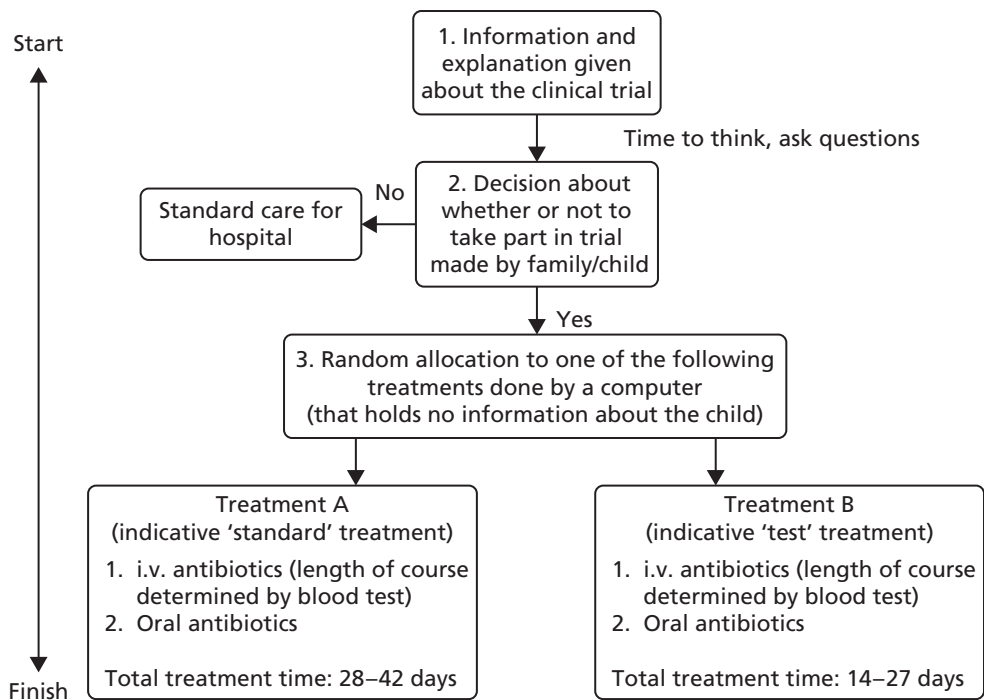 Start
1. Information and
explanation given
about the clinical trial
Time to think, ask questions
2. Decision about
whether or not to
take part in trial
made by family/child
No
Standard care for
hospital
Yes
3. Random allocation to one of the following
treatments done by a computer
(that holds no information about the child)
Treatment A
(indicative ‘standard’ treatment)
1. i.v. antibiotics (length of course
determined by blood test)
2. Oral antibiotics
Total treatment time: 28–42 days
Treatment B
(indicative ‘test’ treatment)
1. i.v. antibiotics (length of course
determined by blood test)
2. Oral antibiotics
Total treatment time: 14–27 days
Finish